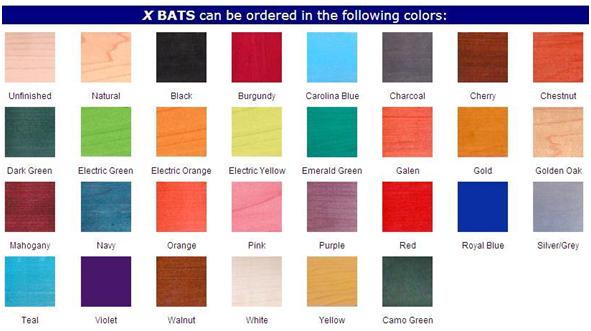 X BATS can be ordered in the following colors:
Unfinished Natural Black Burgundy Carolina Blue Charcoal Cherry Chestnut
Dark Green Electric Green Electric Orange Electric Yellow Emerald Green Galen Gold Golden Oak
Mahogany Navy Orange Pink Purple Red Royal Blue Silver/Grey
Teal Violet Walnut White Yellow Camo Green